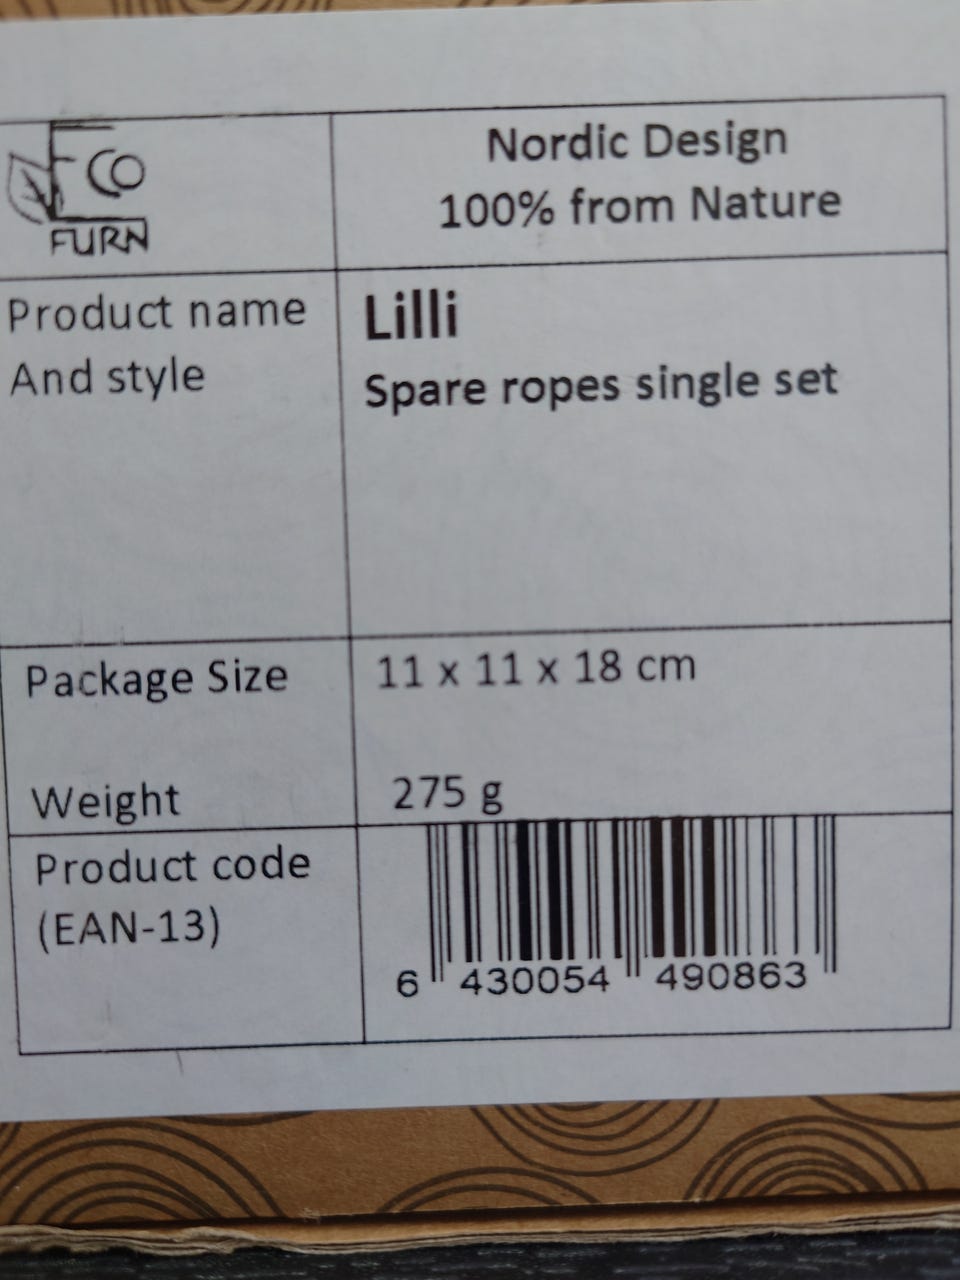 ECO
FURN
Nordic Design
100% from Nature
Product name
And style
Lilli
Spare ropes single set
Package Size
11 x 11 x 18 cm
Weight
275 g
Product code
(EAN-13)
6 430054 490863